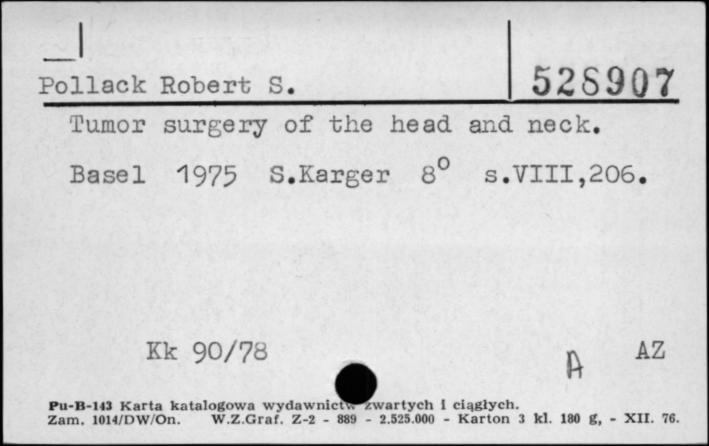 Pollack Robert S.
528907
Tumor surgery of the head and neck.
Basel 1975 S.Karger 8° s.VIII,206.
Kk 90/78
A
AZ
Pu-B-143 Karta katalogowa wydawnictw zwartych i ciągłych.
Zam. 1014/DW/On. W.Z.Graf. Z-2 - 889 - 2.525.000 - Karton 3 kl. 180 g, - XII. 76.